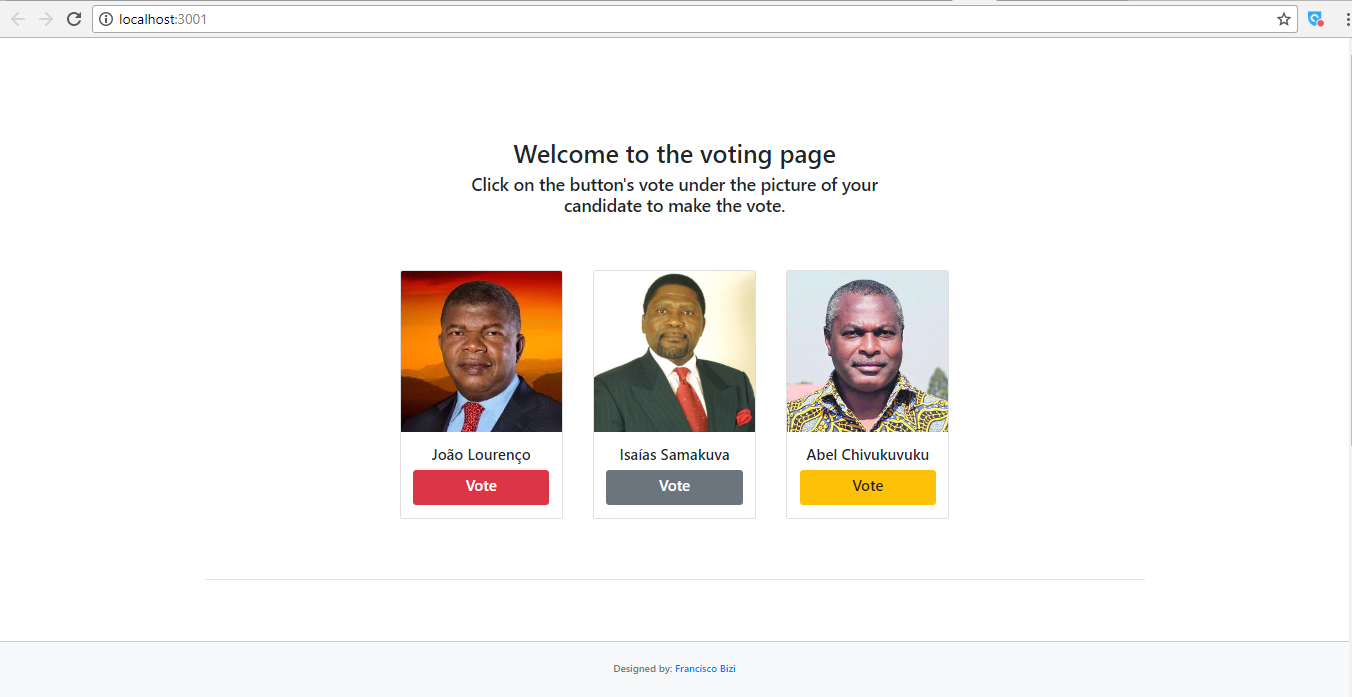 localhost:3001
Welcome to the voting page
Click on the button's vote under the picture of your
candidate to make the vote.
João Lourenço
Isaías Samakuva
Abel Chivukuvuku
Vote
Vote
Vote
Designed by: Francisco Bizi